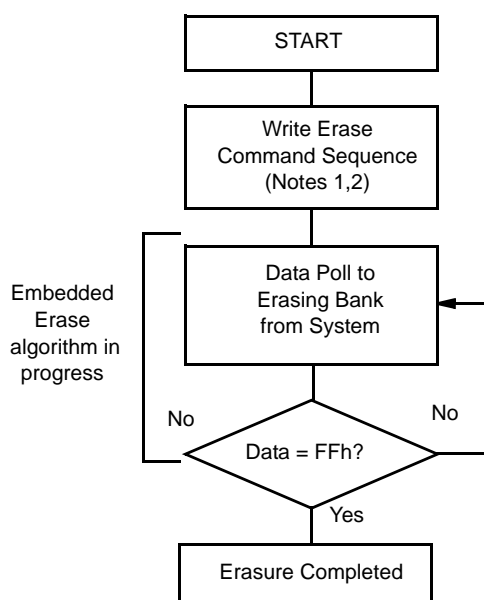 START
Write Erase
Command Sequence
(Notes 1,2)
Data Poll to
Erasing Bank
from System
Embedded
Erase
algorithm in
progress
No
No
Data = FFh?
Yes
Erasure Completed